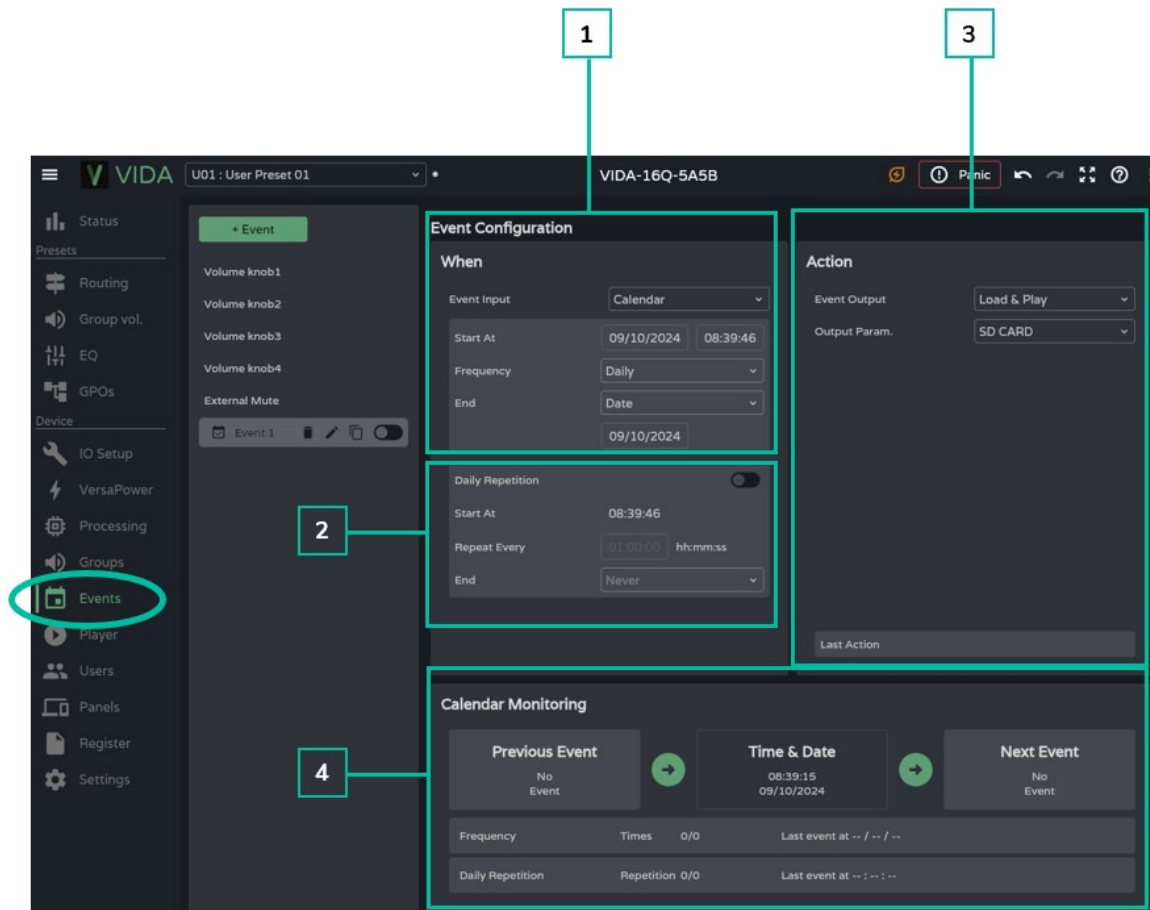 1
3
VIDA
U01 : User Preset 01
VIDA-16Q-5A5B
Panic
Status
Presets
Routing
Group vol.
EQ
GPOs
Device
IO Setup
VersaPower
Processing
Groups
Events
Player
Users
Panels
Register
Settings
+ Event
Volume knob1
Volume knob2
Volume knob3
Volume knob4
External Mute
Event 1
Event Configuration
When
Event Input Calendar
Start At 09/10/2024 08:39:46
Frequency Daily
End Date
09/10/2024
2
Daily Repetition
Start At 08:39:46
Repeat Every 01:00:00 hh:mm:ss
End Never
Action
Event Output Load & Play
Output Param. SD CARD
Last Action
4
Calendar Monitoring
Previous Event
No
Event
Time & Date
08:39:15
09/10/2024
Next Event
No
Event
Frequency Times 0/0 Last event at -- / -- / --
Daily Repetition Repetition 0/0 Last event at -- : -- : --